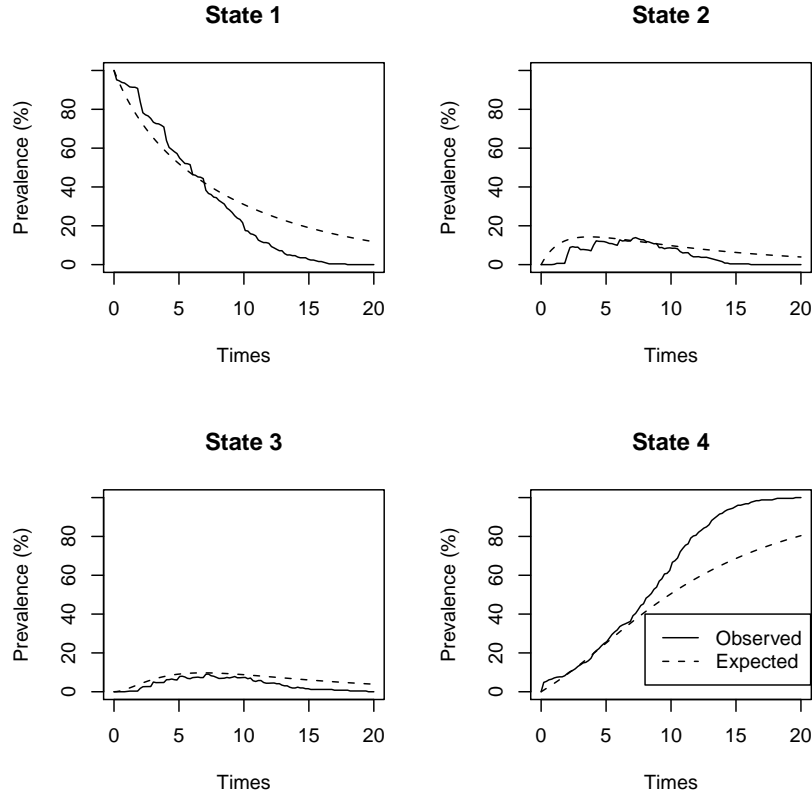 State 1
Prevalence (%)
0 20 40 60 80
0 5 10 15 20
Times
State 2
Prevalence (%)
0 20 40 60 80
0 5 10 15 20
Times
State 3
Prevalence (%)
0 20 40 60 80
0 5 10 15 20
Times
State 4
Prevalence (%)
0 20 40 60 80
0 5 10 15 20
Times
Observed
Expected